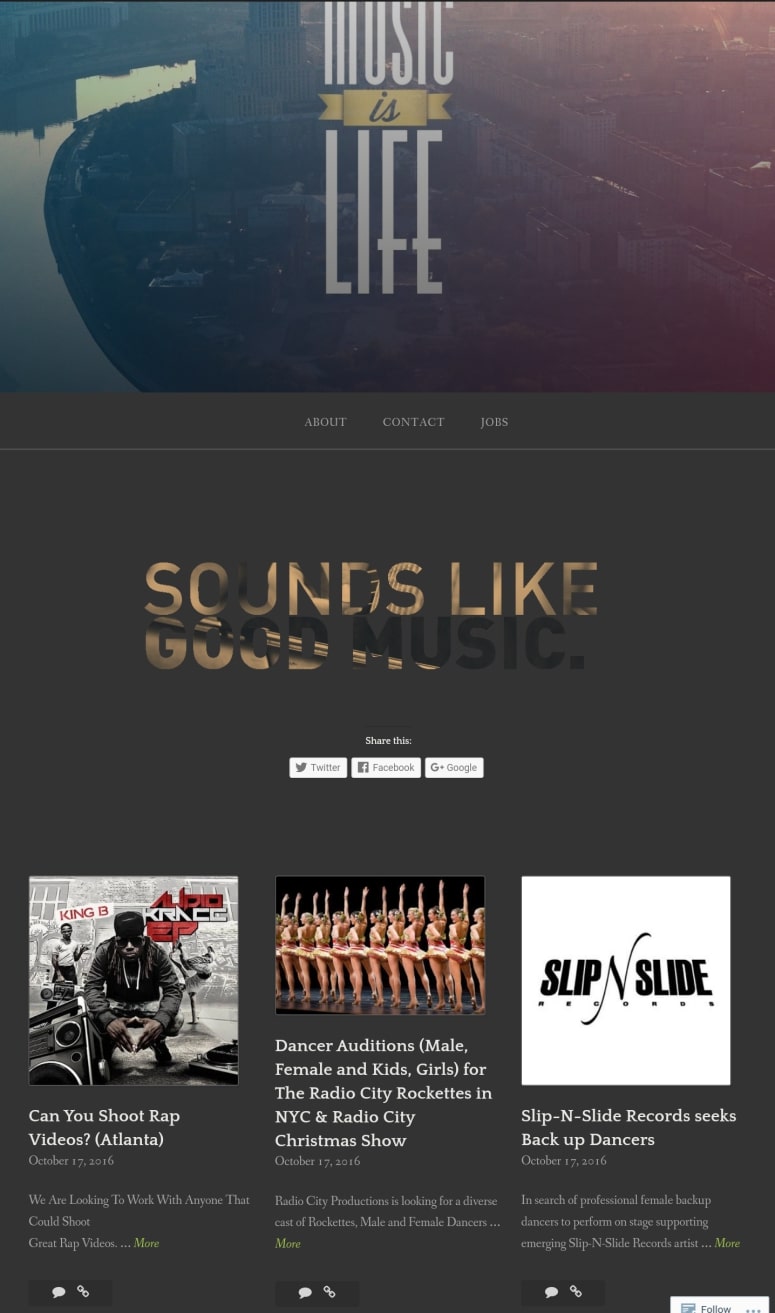 MUSIC
is
LIFE
ABOUT CONTACT JOBS
SOUNDS LIKE
GOOD MUSIC.
Share this:
Twitter Facebook G+ Google
KING B
AUDIO
KRACE
EP
SLIP N SLIDE
RECORDS
Can You Shoot Rap
Videos? (Atlanta)
October 17, 2016
We Are Looking To Work With Anyone That
Could Shoot
Great Rap Videos. … More
Dancer Auditions (Male,
Female and Kids, Girls) for
The Radio City Rockettes in
NYC & Radio City
Christmas Show
October 17, 2016
Radio City Productions is looking for a diverse
cast of Rockettes, Male and Female Dancers …
More
Slip-N-Slide Records seeks
Back up Dancers
October 17, 2016
In search of professional female backup
dancers to perform on stage supporting
emerging Slip-N-Slide Records artist … More
Follow